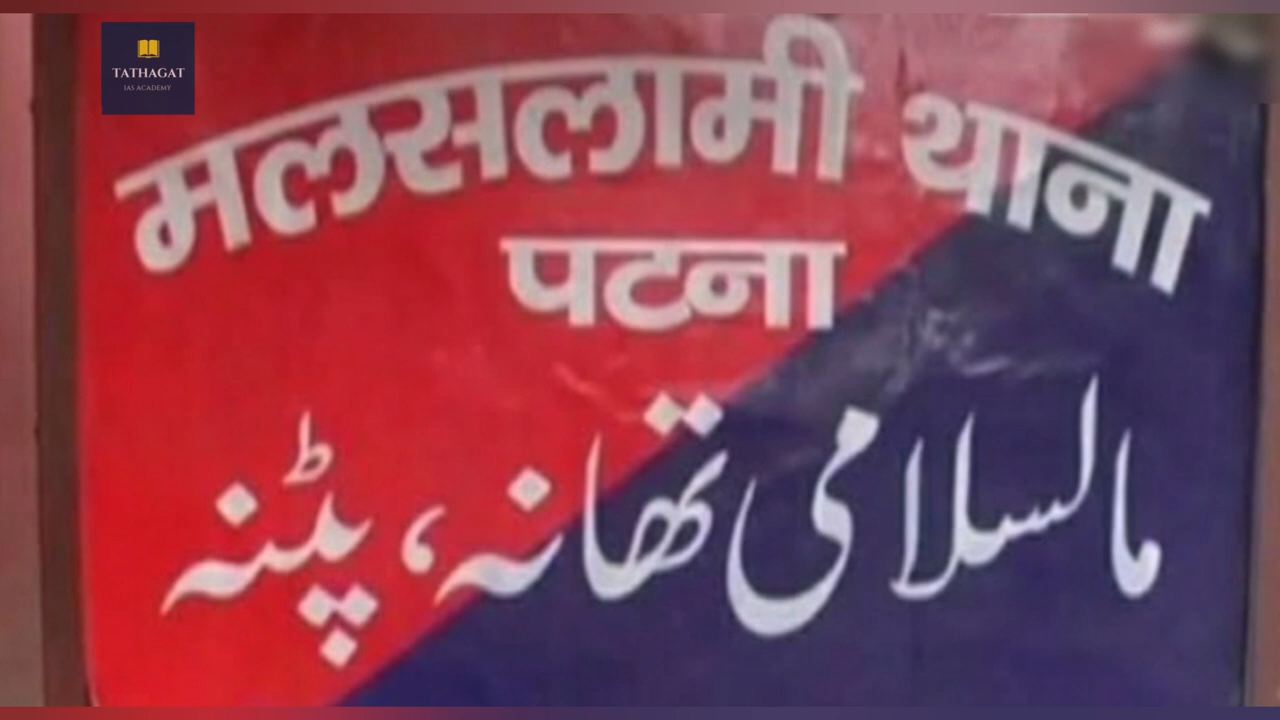 TATHAGAT
IAS ACADEMY
मलसलामी थाना
पटना
مالسلامی تھانہ، پٹنہ